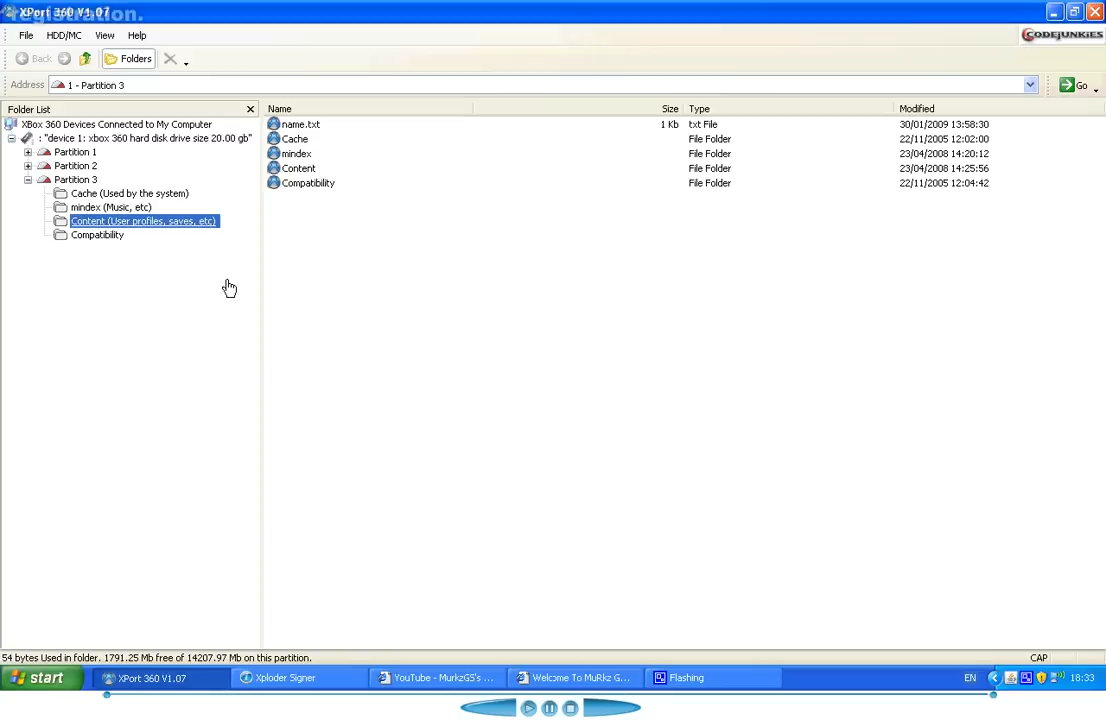 registration.
XPort 360 V1.07
File HDD/MC View Help
CODEJUNKIES
Back Folders
Address 1 - Partition 3 Go
Folder List
XBox 360 Devices Connected to My Computer
: "device 1: xbox 360 hard disk drive size 20.00 gb"
Partition 1
Partition 2
Partition 3
Cache (Used by the system)
mindex (Music, etc)
Content (User profiles, saves, etc)
Compatibility
Name Size Type Modified
name.txt 1 Kb txt File 30/01/2009 13:58:30
Cache File Folder 22/11/2005 12:02:00
mindex File Folder 23/04/2008 14:20:12
Content File Folder 23/04/2008 14:25:56
Compatibility File Folder 22/11/2005 12:04:42
54 bytes Used in folder. 1791.25 Mb free of 14207.97 Mb on this partition. CAP
start XPort 360 V1.07 Xploder Signer YouTube - MurkzGS's ... Welcome To MuRkz G... Flashing EN 18:33